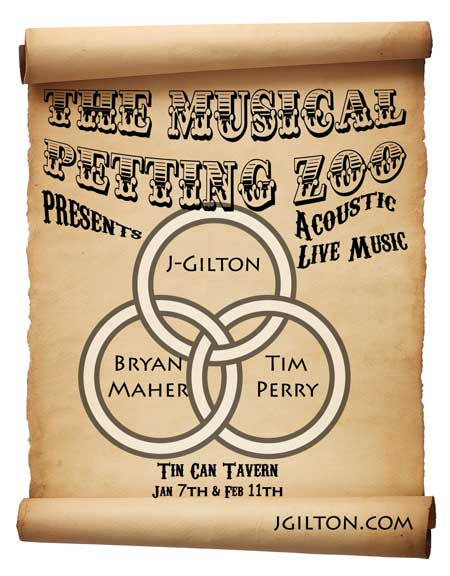 THE MUSICAL
PETTING ZOO
PRESENTS
ACOUSTIC
LIVE MUSIC
J-GILTON
BRYAN
MAHER
TIM
PERRY
TIN CAN TAVERN
JAN 7TH & FEB 11TH
JGILTON.COM